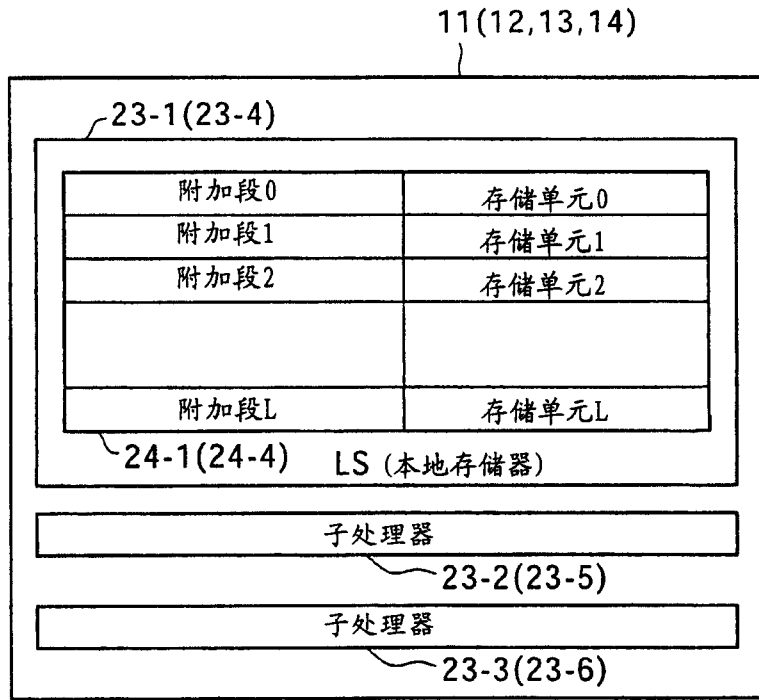 11(12,13,14)
23-1(23-4)
附加段0 存储单元0
附加段1 存储单元1
附加段2 存储单元2
附加段L 存储单元L
24-1(24-4) LS (本地存储器)
子处理器
23-2(23-5)
子处理器
23-3(23-6)